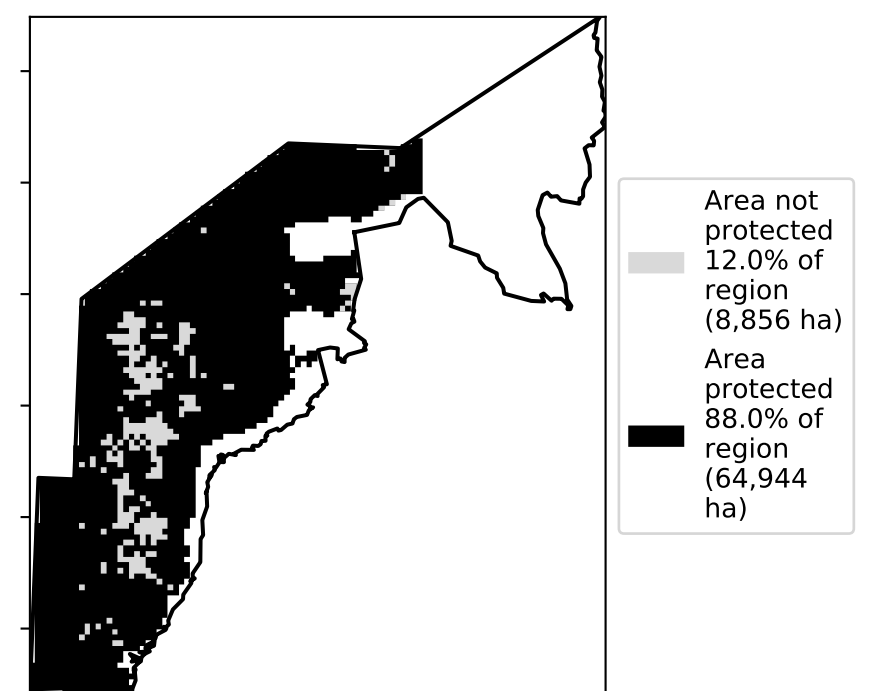 Area not
protected
12.0% of
region
(8,856 ha)
Area
protected
88.0% of
region
(64,944
ha)